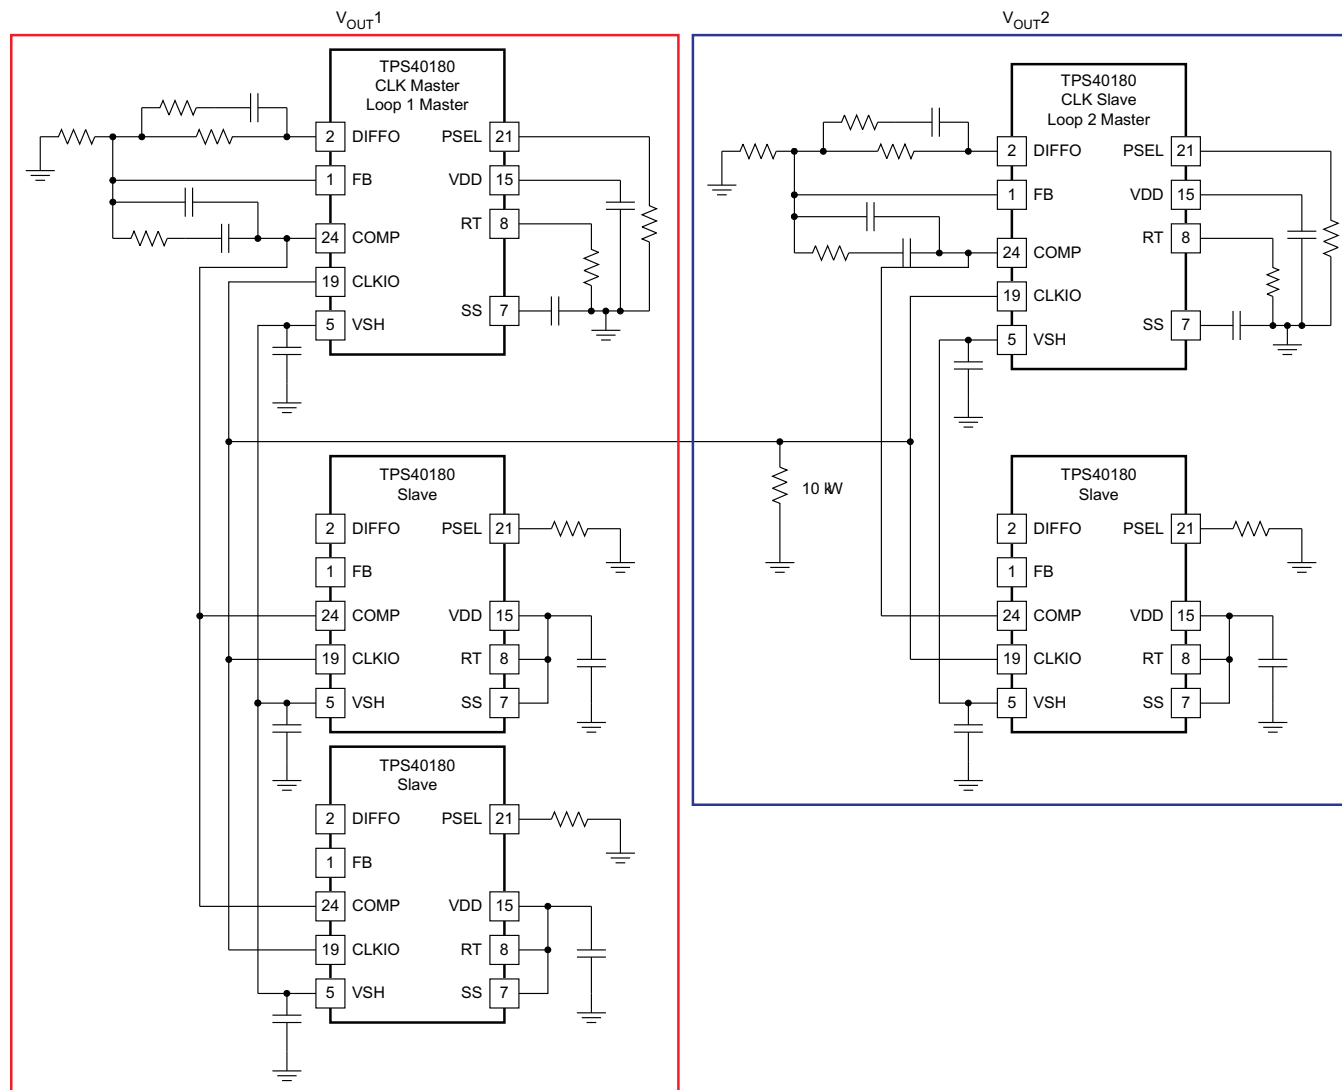 VOUT1
VOUT2
TPS40180
CLK Master
Loop 1 Master
2 DIFFO PSEL 21
1 FB VDD 15
RT 8
24 COMP
19 CLKIO
SS 7
5 VSH
TPS40180
CLK Slave
Loop 2 Master
2 DIFFO PSEL 21
1 FB VDD 15
RT 8
24 COMP
19 CLKIO
SS 7
5 VSH
10 kW
TPS40180
Slave
2 DIFFO PSEL 21
1 FB
24 COMP VDD 15
19 CLKIO RT 8
5 VSH SS 7
TPS40180
Slave
2 DIFFO PSEL 21
1 FB
24 COMP VDD 15
19 CLKIO RT 8
5 VSH SS 7
TPS40180
Slave
2 DIFFO PSEL 21
1 FB
24 COMP VDD 15
19 CLKIO RT 8
5 VSH SS 7